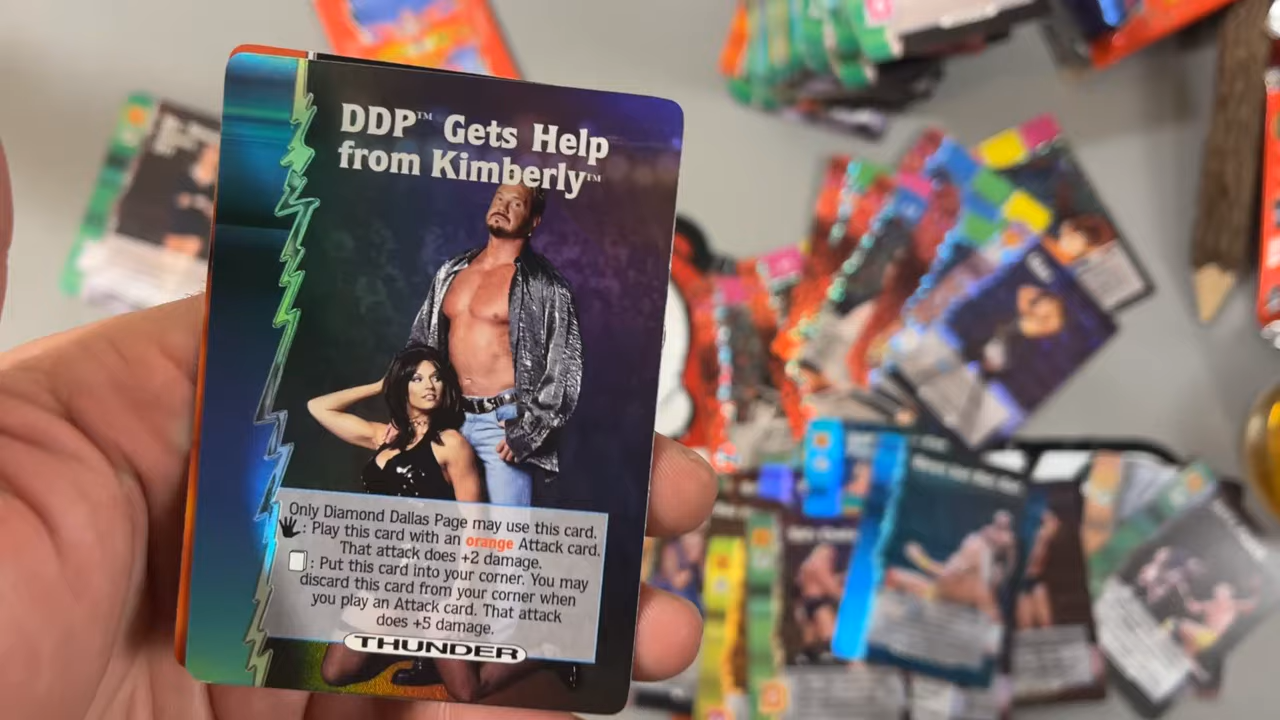 DDP™ Gets Help
from Kimberly™
Only Diamond Dallas Page may use this card.
: Play this card with an orange Attack card.
That attack does +2 damage.
: Put this card into your corner. You may
discard this card from your corner when
you play an Attack card. That attack
does +5 damage.
THUNDER